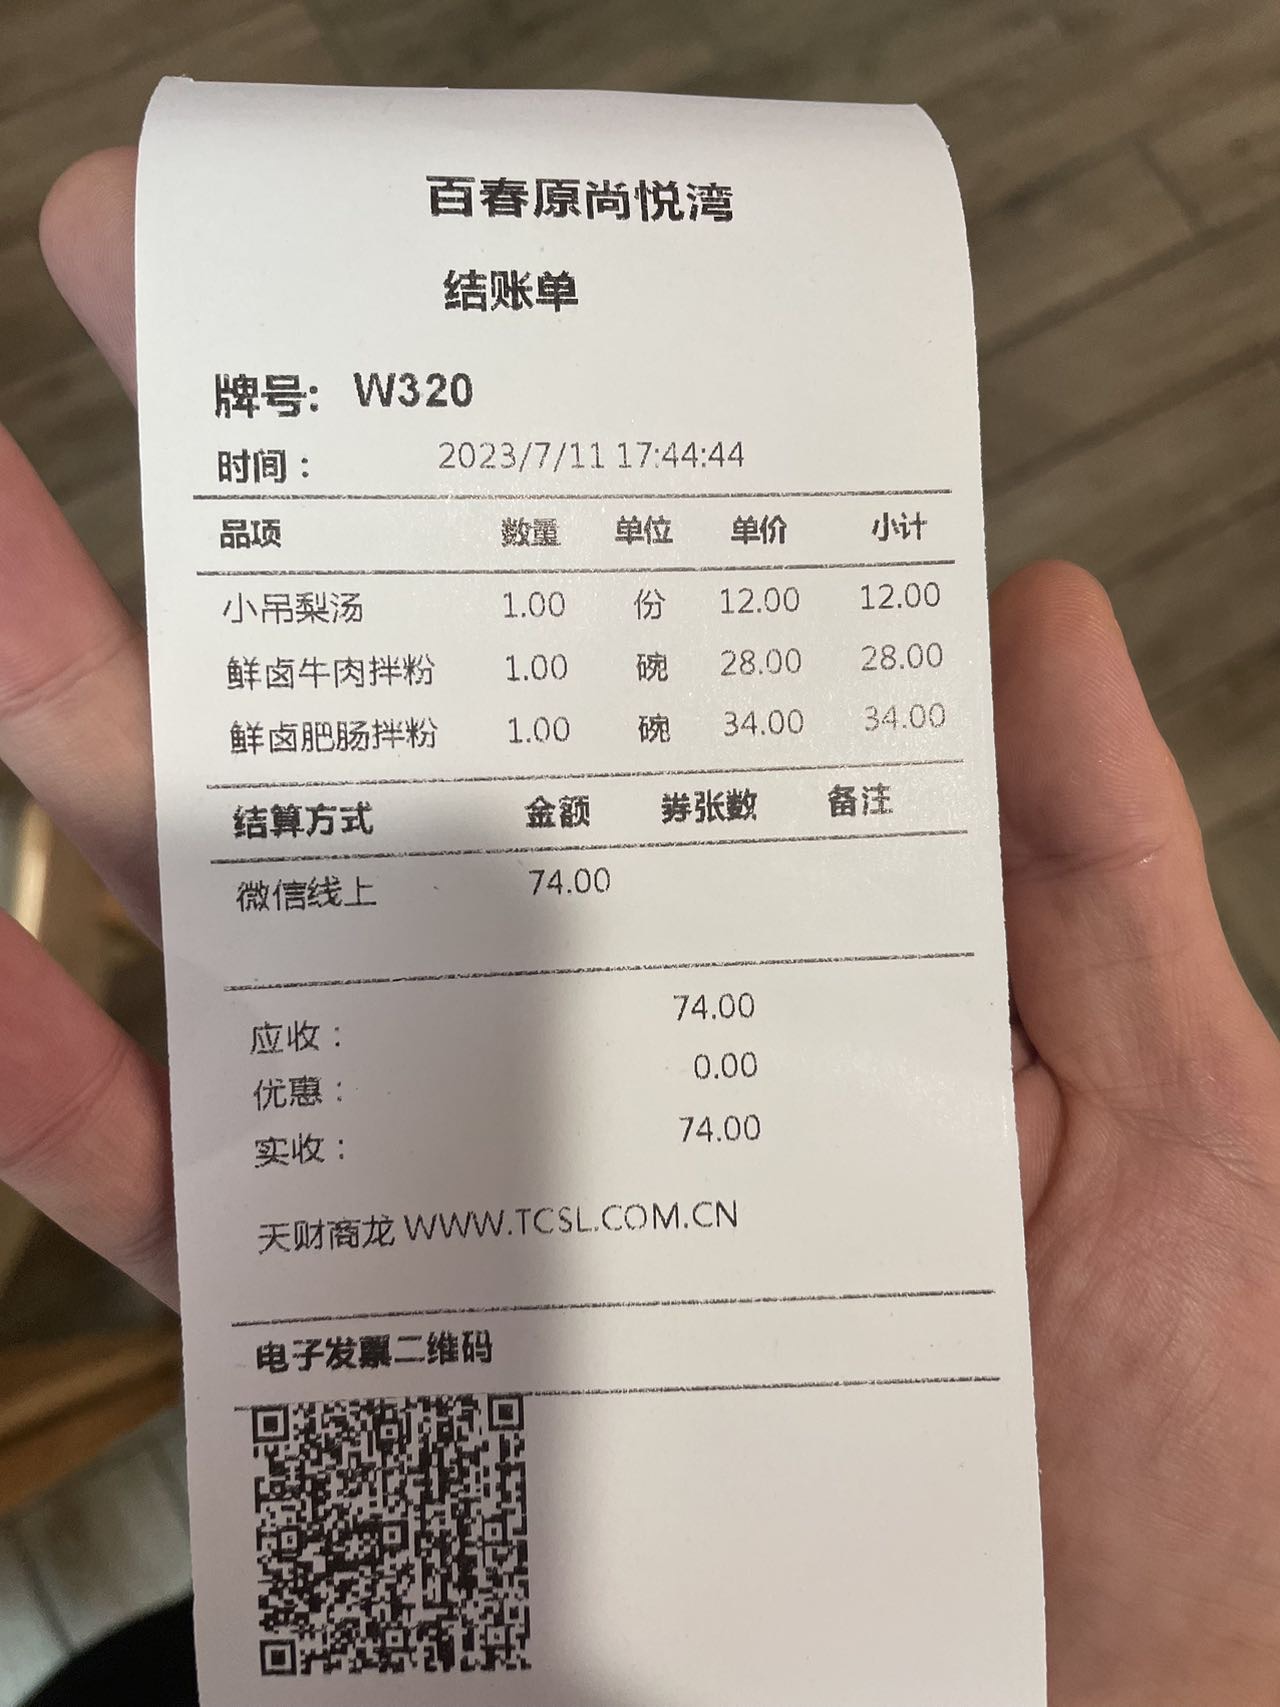 百春原尚悦湾
结账单
牌号: W320
时间： 2023/7/11 17:44:44
品项 数量 单位 单价 小计
小吊梨汤 1.00 份 12.00 12.00
鲜卤牛肉拌粉 1.00 碗 28.00 28.00
鲜卤肥肠拌粉 1.00 碗 34.00 34.00
结算方式 金额 券张数 备注
微信线上 74.00
应收： 74.00
优惠： 0.00
实收： 74.00
天财商龙 WWW.TCSL.COM.CN
电子发票二维码